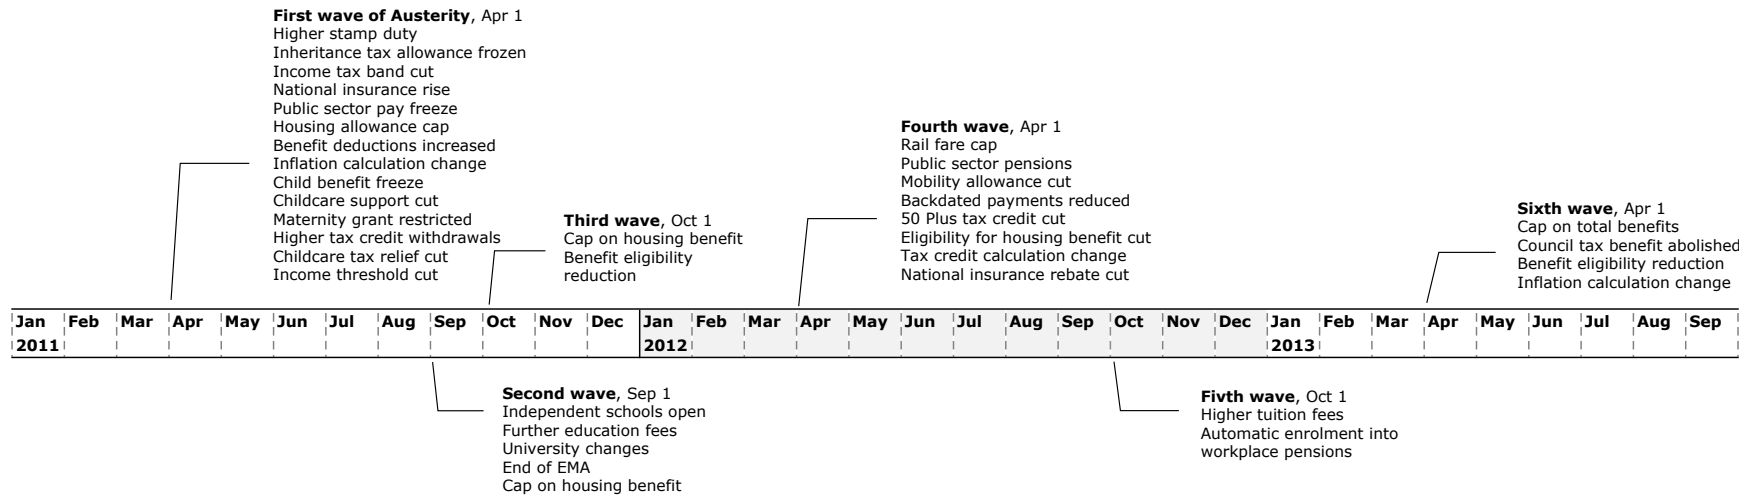 First wave of Austerity, Apr 1
Higher stamp duty
Inheritance tax allowance frozen
Income tax band cut
National insurance rise
Public sector pay freeze
Housing allowance cap
Benefit deductions increased
Inflation calculation change
Child benefit freeze
Childcare support cut
Maternity grant restricted
Higher tax credit withdrawals
Childcare tax relief cut
Income threshold cut
Third wave, Oct 1
Cap on housing benefit
Benefit eligibility
reduction
Fourth wave, Apr 1
Rail fare cap
Public sector pensions
Mobility allowance cut
Backdated payments reduced
50 Plus tax credit cut
Eligibility for housing benefit cut
Tax credit calculation change
National insurance rebate cut
Sixth wave, Apr 1
Cap on total benefits
Council tax benefit abolished
Benefit eligibility reduction
Inflation calculation change
Jan Feb Mar Apr May Jun Jul Aug Sep Oct Nov Dec Jan Feb Mar Apr May Jun Jul Aug Sep Oct Nov Dec Jan Feb Mar Apr May Jun Jul Aug Sep
2011 2012 2013
Second wave, Sep 1
Independent schools open
Further education fees
University changes
End of EMA
Cap on housing benefit
Fivth wave, Oct 1
Higher tuition fees
Automatic enrolment into
workplace pensions